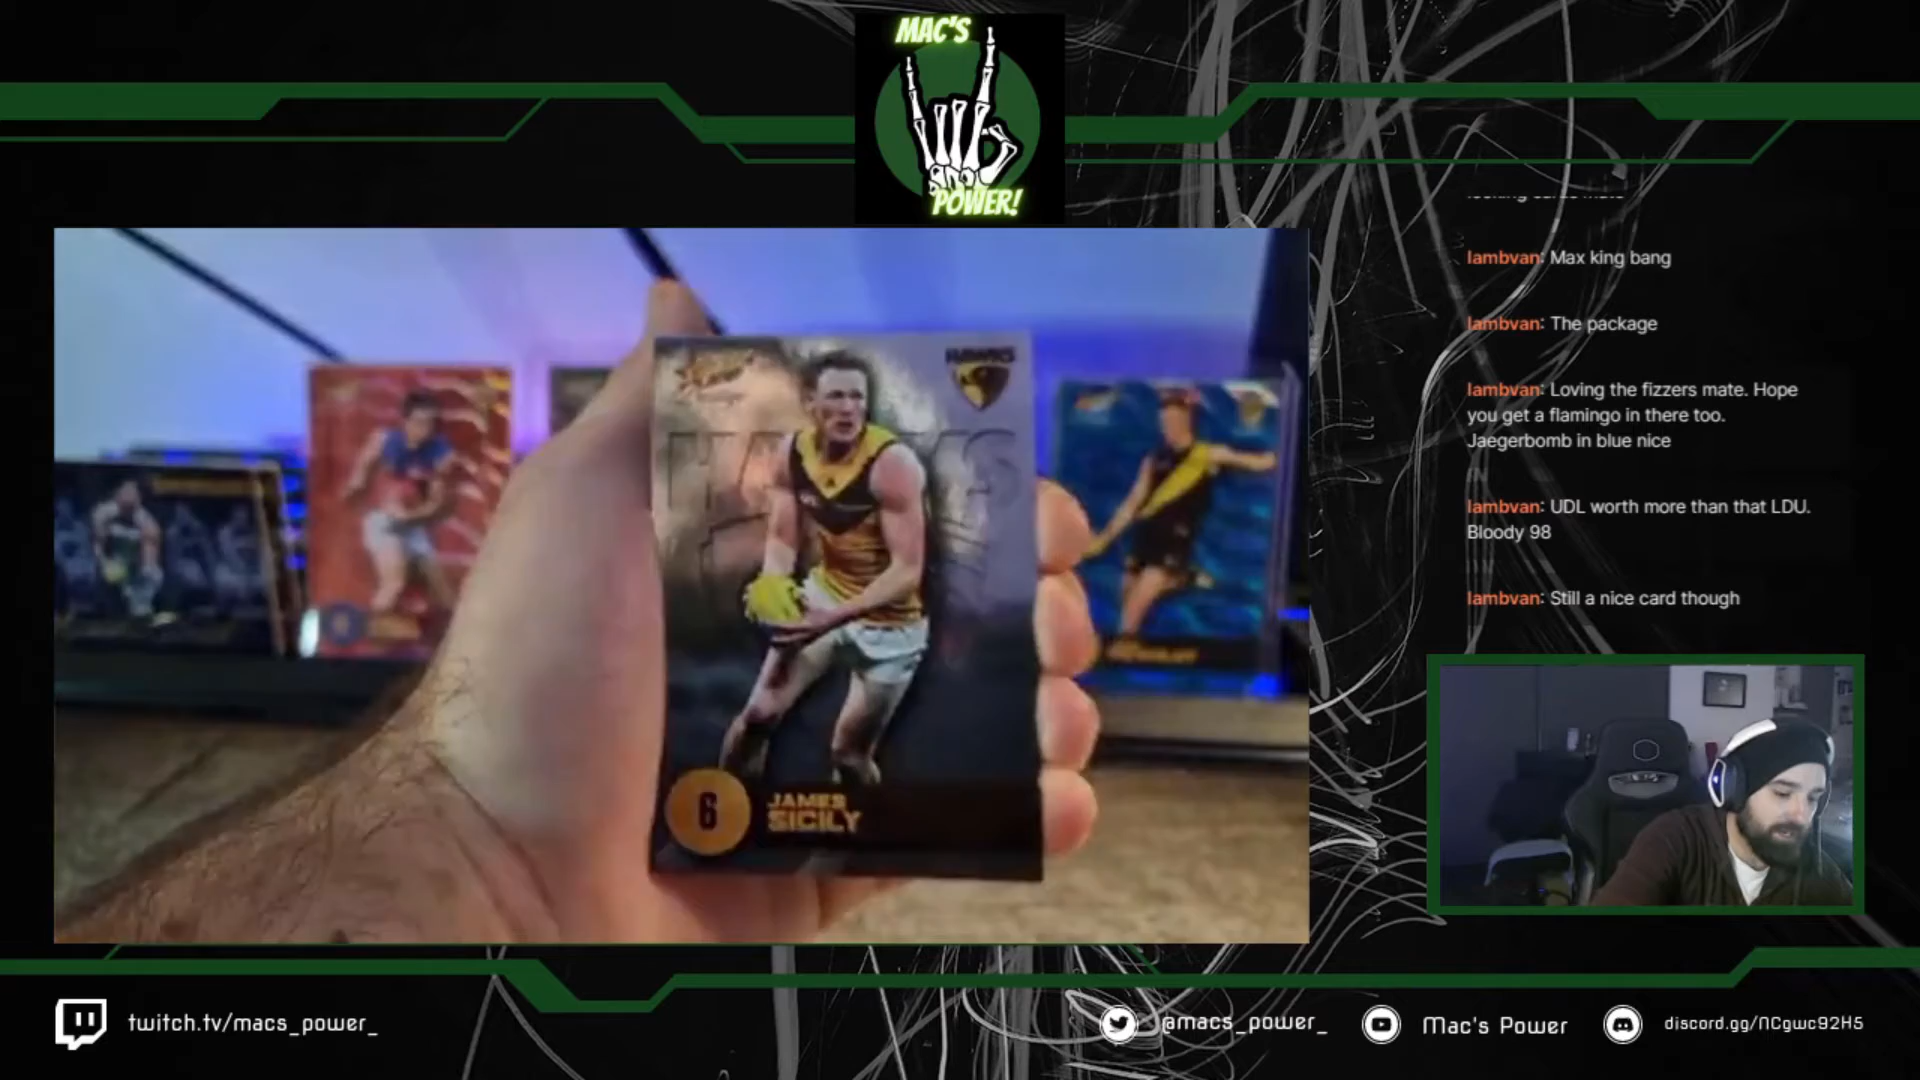 MAC'S
POWER!
lambvan: Max king bang
lambvan: The package
lambvan: Loving the fizzers mate. Hope
you get a flamingo in there too.
Jaegerbomb in blue nice
lambvan: UDL worth more than that LDU.
Bloody 98
lambvan: Still a nice card though
HAWKS
HAWKS
6
JAMES
SICILY
twitch.tv/macs_power_
@macs_power_
Mac's Power
discord.gg/NCgwc92H5